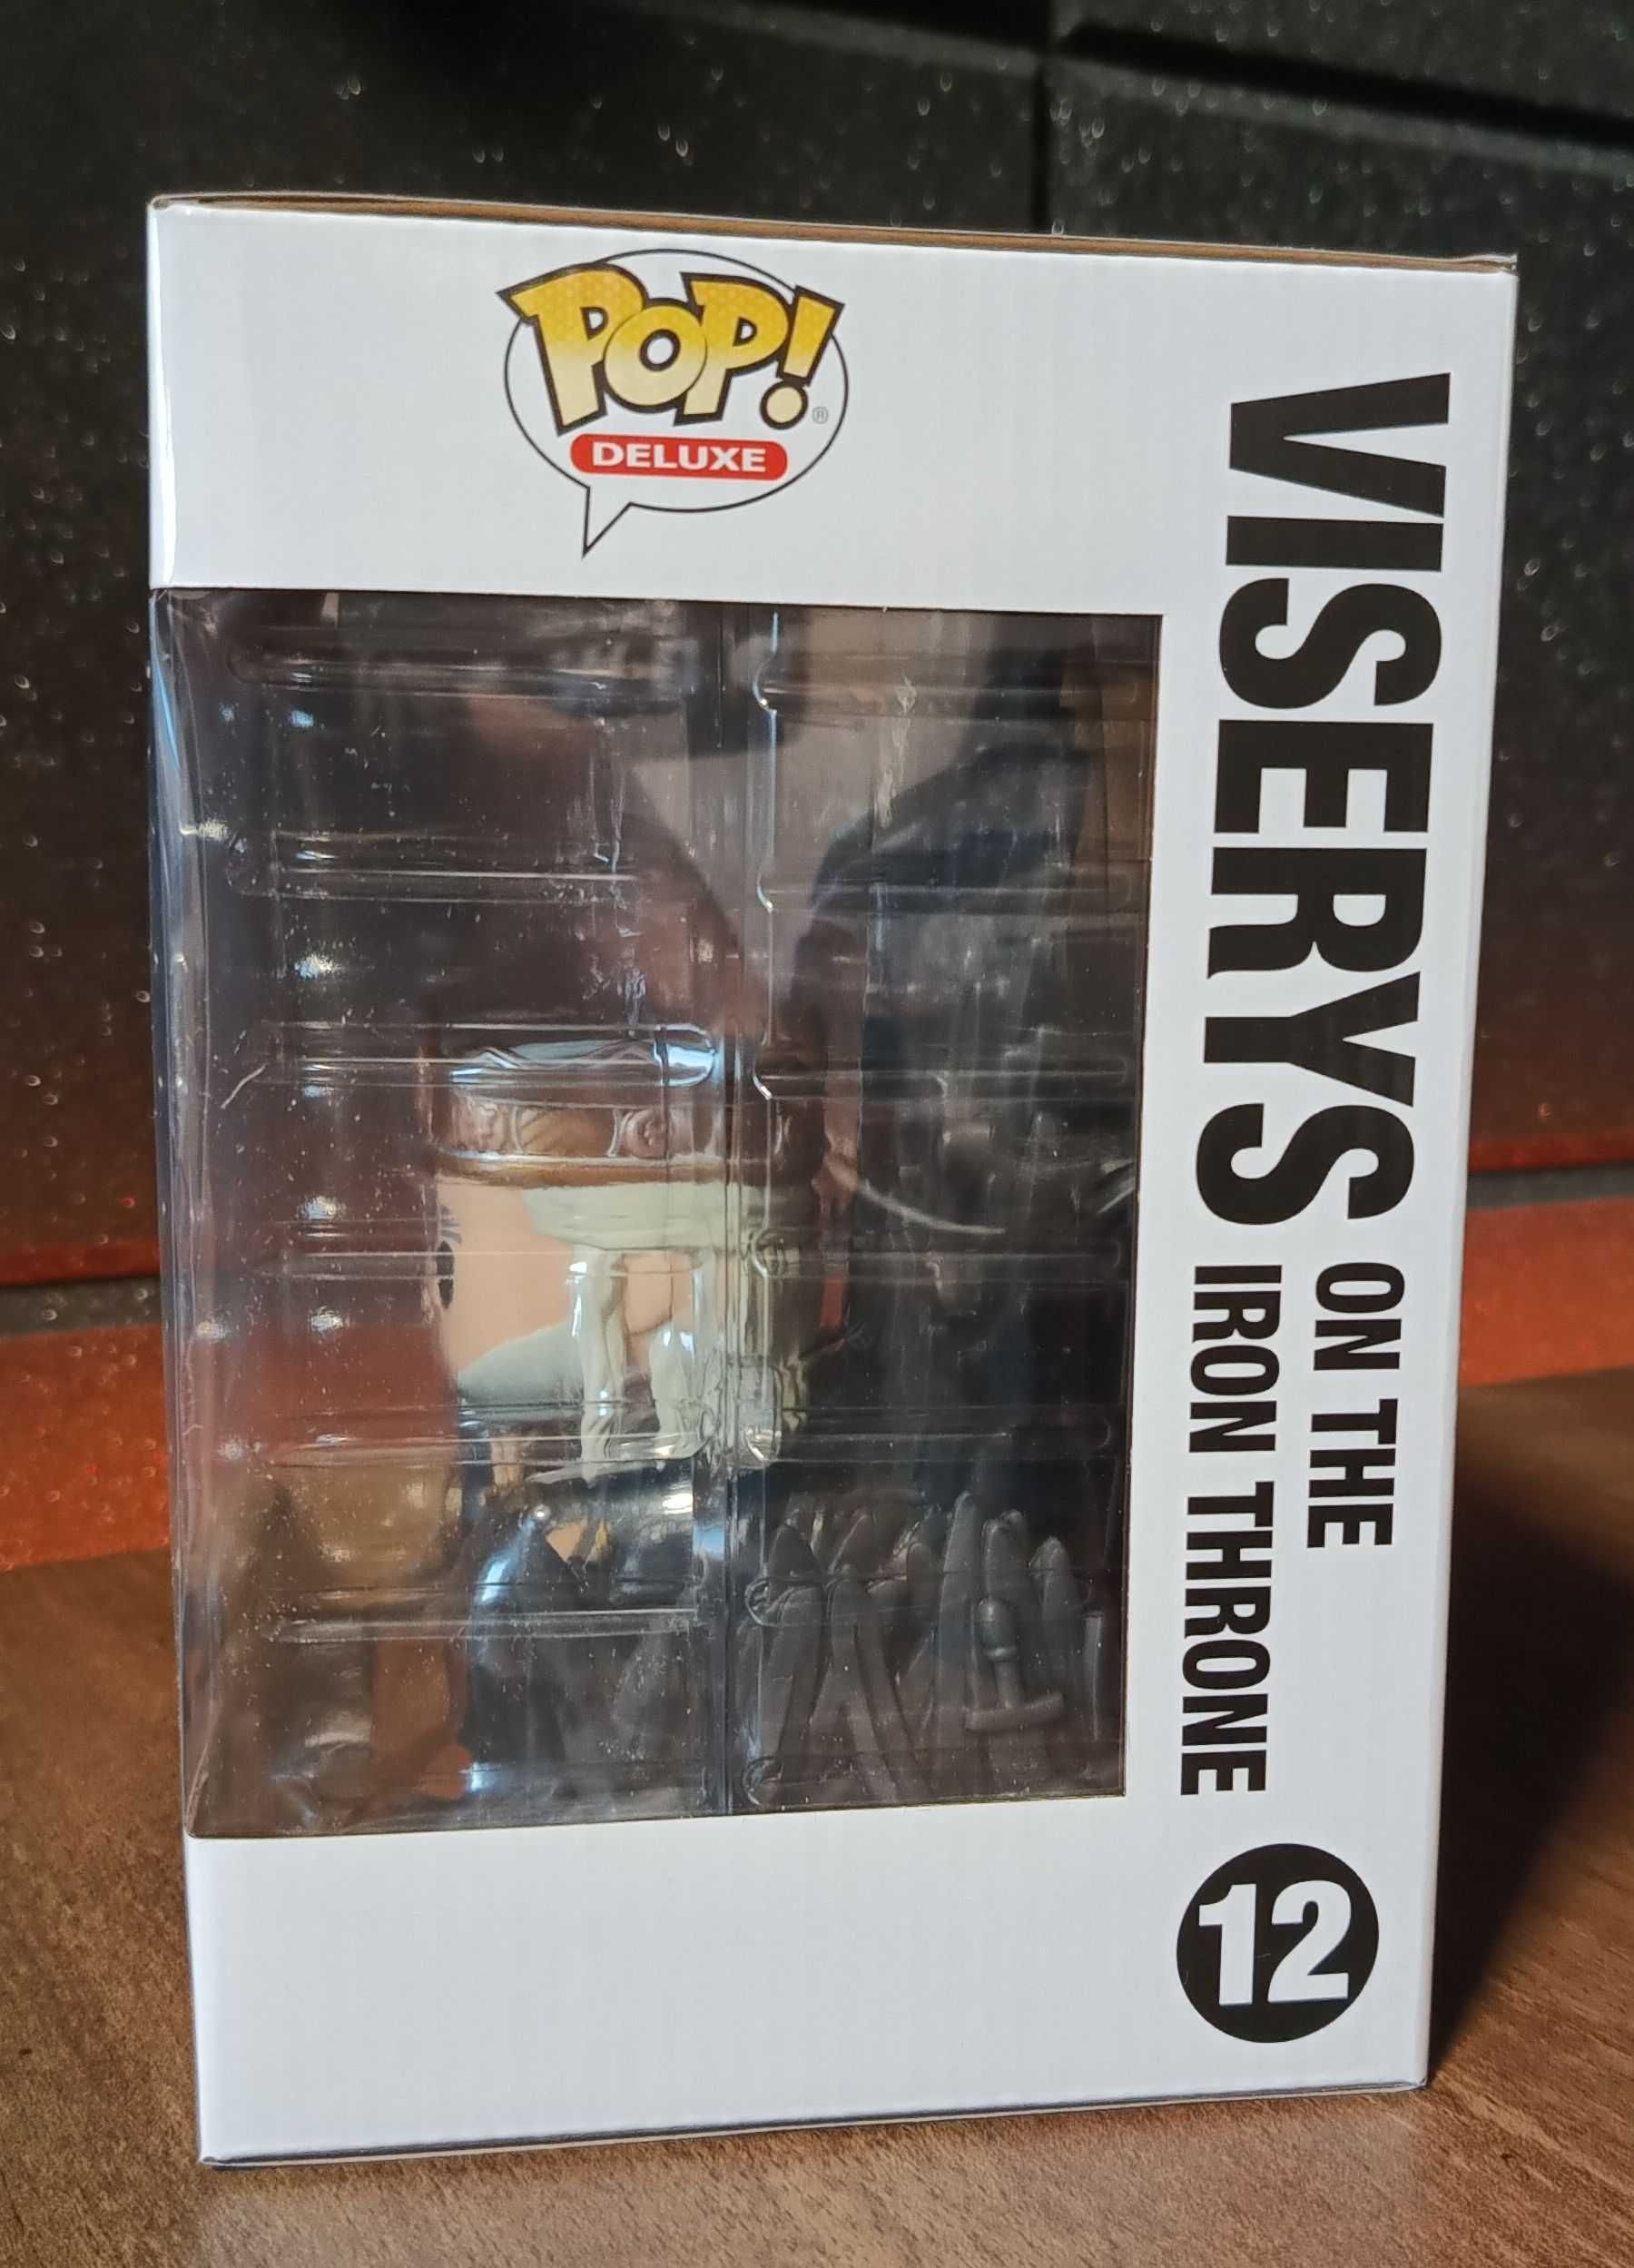 POP!®
DELUXE
VISERYS ON THE
IRON THRONE
12